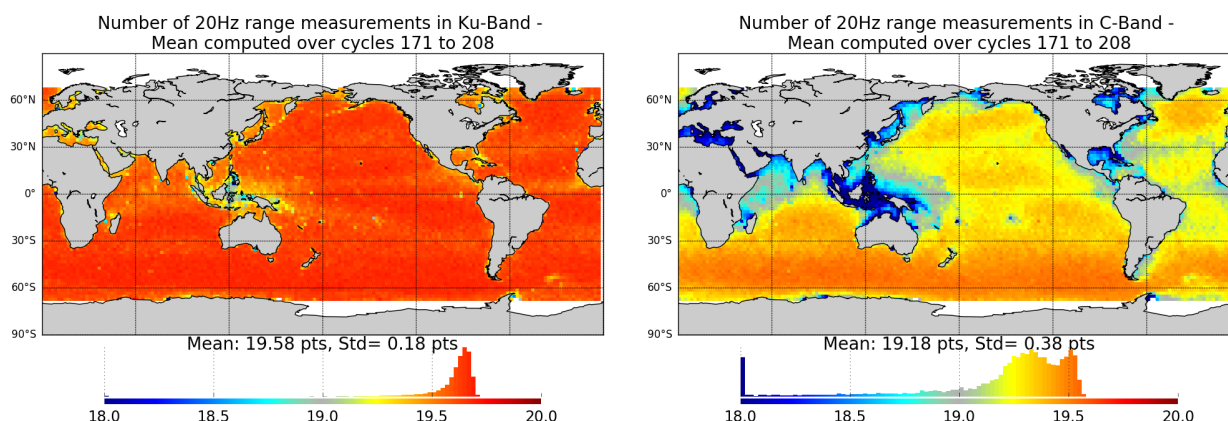 Number of 20Hz range measurements in Ku-Band -
Mean computed over cycles 171 to 208
60°N
30°N
0°
30°S
60°S
90°S
Mean: 19.58 pts, Std= 0.18 pts
18.0 18.5 19.0 19.5 20.0
Number of 20Hz range measurements in C-Band -
Mean computed over cycles 171 to 208
60°N
30°N
0°
30°S
60°S
90°S
Mean: 19.18 pts, Std= 0.38 pts
18.0 18.5 19.0 19.5 20.0